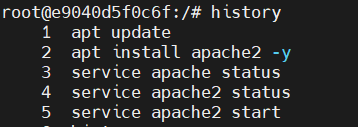 root@e9040d5f0c6f:/# history
1 apt update
2 apt install apache2 -y
3 service apache status
4 service apache2 status
5 service apache2 start